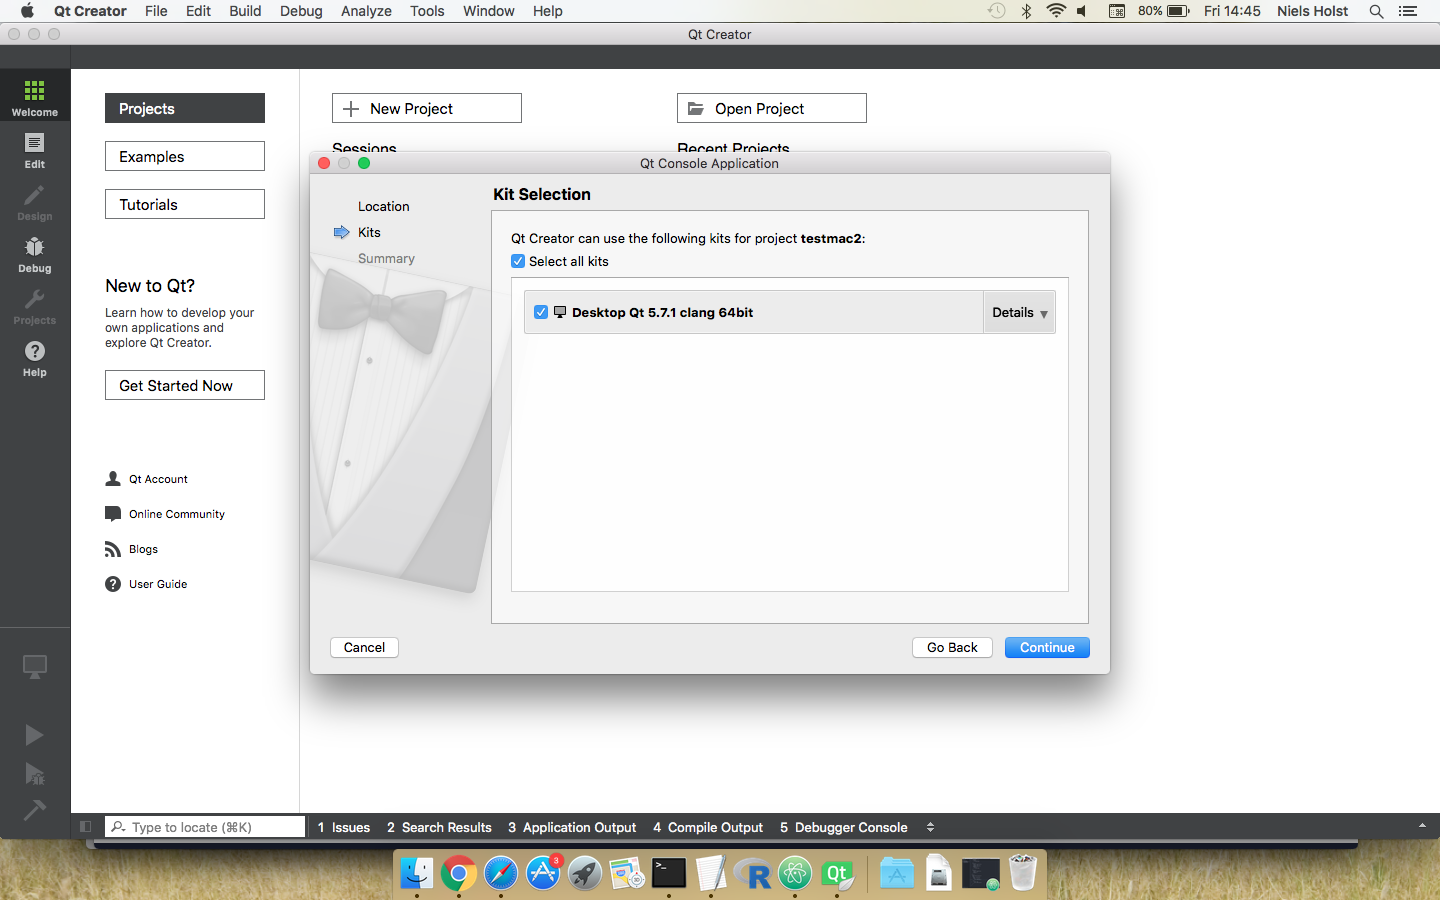 Qt Creator File Edit Build Debug Analyze Tools Window Help 80% Fri 14:45 Niels Holst
Qt Creator
Welcome
Edit
Design
Debug
Projects
Help
Projects
Examples
Tutorials
New to Qt?
Learn how to develop your
own applications and
explore Qt Creator.
Get Started Now
Qt Account
Online Community
Blogs
User Guide
New Project
Open Project
Sessions
Recent Projects
Qt Console Application
Location
Kits
Summary
Kit Selection
Qt Creator can use the following kits for project testmac2:
Select all kits
Desktop Qt 5.7.1 clang 64bit
Details
Cancel
Go Back
Continue
Type to locate (⌘K)
1 Issues
2 Search Results
3 Application Output
4 Compile Output
5 Debugger Console
3
>_
R
Qt